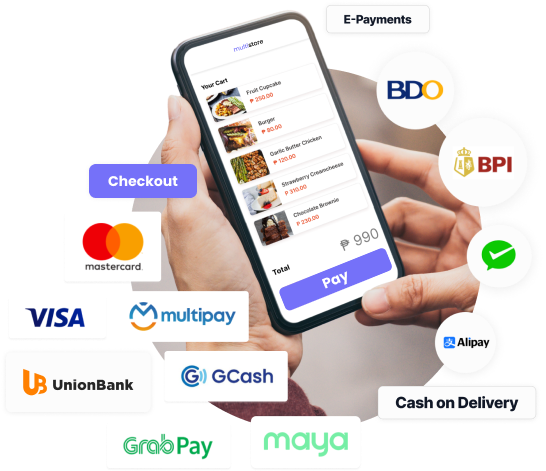 E-Payments
multistore
Your Cart
Fruit Cupcake
₱ 250.00
Burger
₱ 80.00
Garlic Butter Chicken
₱ 120.00
Strawberry Creamcheese
₱ 310.00
Chocolate Brownie
₱ 230.00
₱ 990
Total
Pay
BDO
BPI
Checkout
mastercard.
VISA
multipay
Alipay
UnionBank
GCash
Cash on Delivery
GrabPay
maya